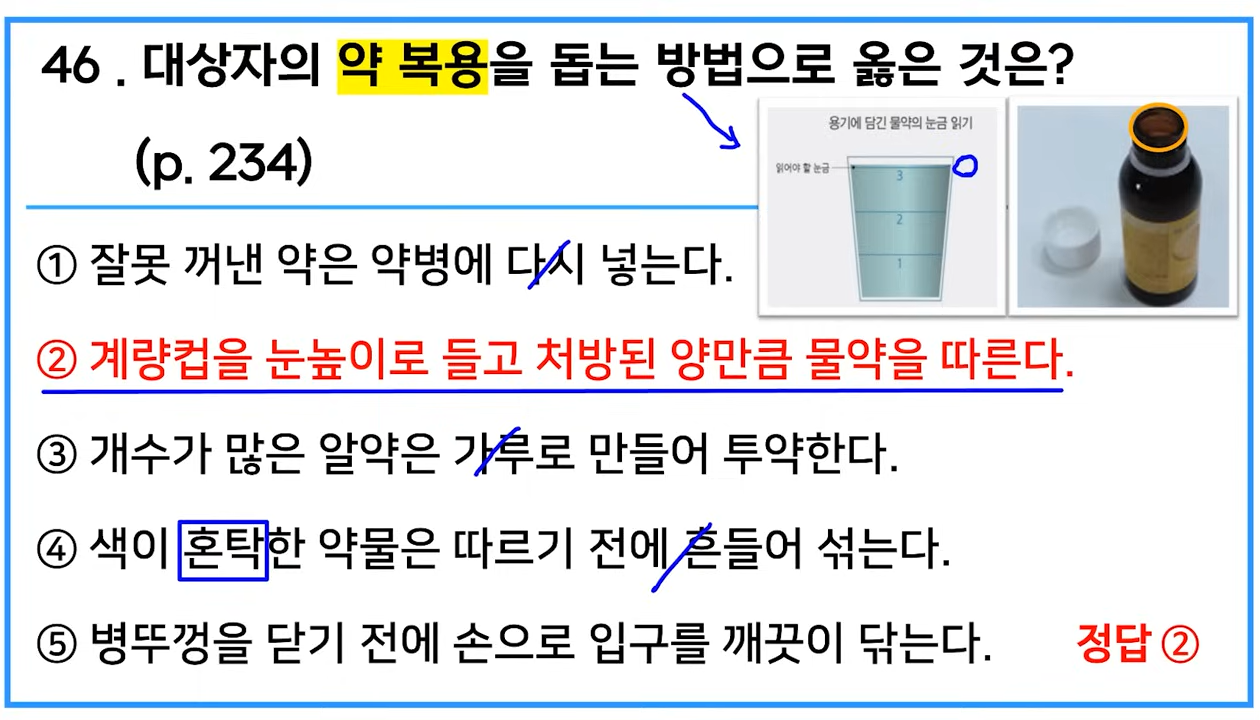 46 . 대상자의 약 복용을 돕는 방법으로 옳은 것은?
(p. 234)
용기에 담긴 물약의 눈금 읽기
읽어야 할 눈금
3
2
1
① 잘못 꺼낸 약은 약병에 다시 넣는다.
② 계량컵을 눈높이로 들고 처방된 양만큼 물약을 따른다.
③ 개수가 많은 알약은 가루로 만들어 투약한다.
④ 색이 혼탁한 약물은 따르기 전에 흔들어 섞는다.
⑤ 병뚜껑을 닫기 전에 손으로 입구를 깨끗이 닦는다.
정답 ②